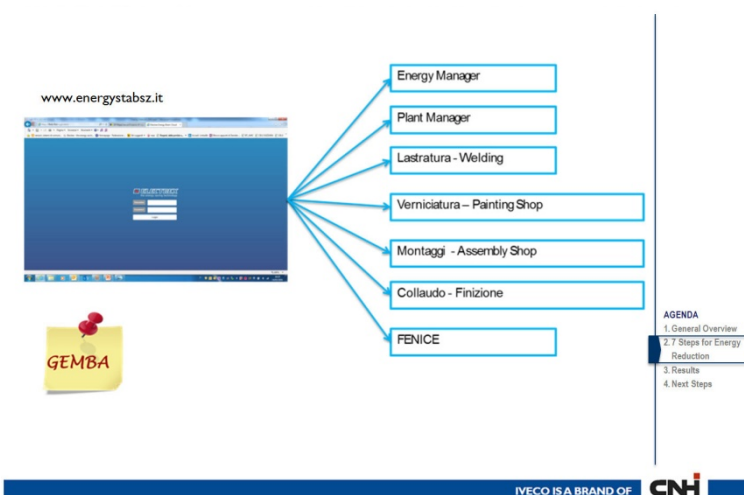 www.energystabsz.it
Energy Manager
Plant Manager
Lastratura - Welding
Verniciatura – Painting Shop
Montaggi - Assembly Shop
Collaudo - Finizione
FENICE
GEMBA
AGENDA
1. General Overview
2. 7 Steps for Energy
Reduction
3. Results
4. Next Steps
IVECO IS A BRAND OF
CNH